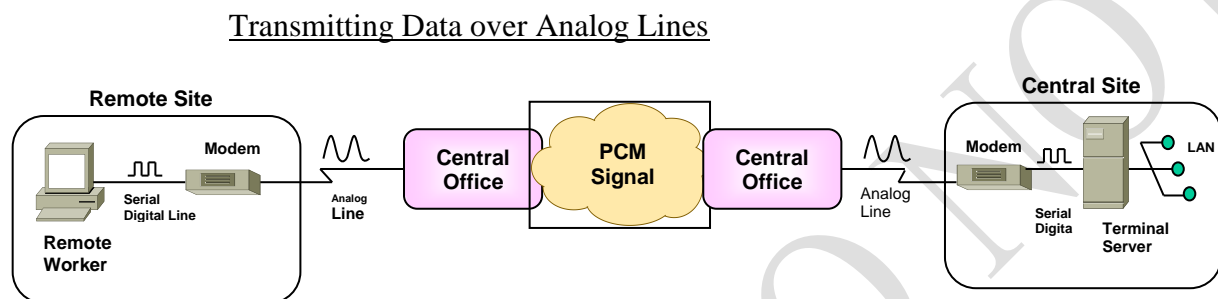 Transmitting Data over Analog Lines
Remote Site
Modem
Serial
Digital Line
Remote
Worker
Analog
Line
Central
Office
PCM
Signal
Central
Office
Analog
Line
Central Site
Modem
Serial
Digita
Terminal
Server
LAN